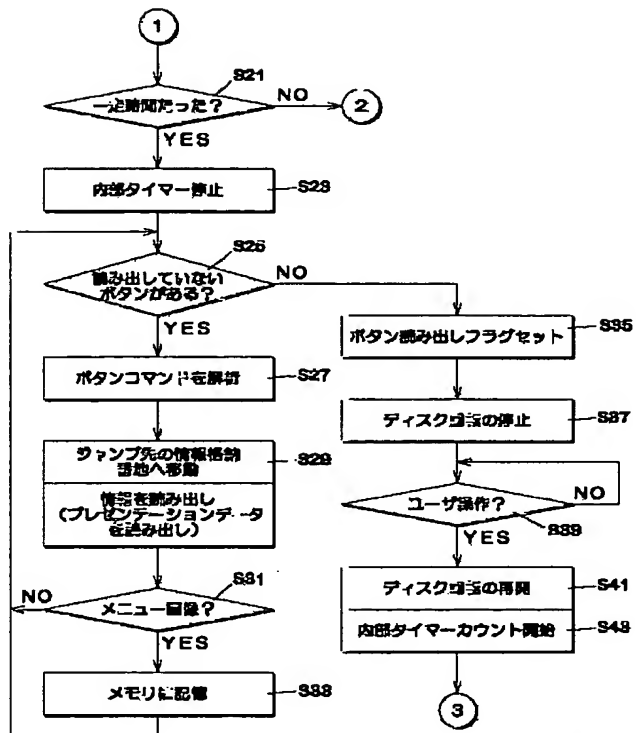 1
S21
一定時間たった?
NO
2
YES
内部タイマー停止
S23
S25
読み出していない
ボタンがある?
NO
YES
ボタン読み出しフラグセット
S35
ボタンコマンドを解析
S27
ディスク回転の停止
S37
ジャンプ先の情報格納
番地へ移動
S29
情報を読み出し
(プレゼンテーションデータ
を読み出し)
ユーザ操作?
NO
S39
YES
S31
NO
メニュー画像?
YES
ディスク回転の再開
S41
内部タイマーカウント開始
S43
メモリに記憶
S33
3